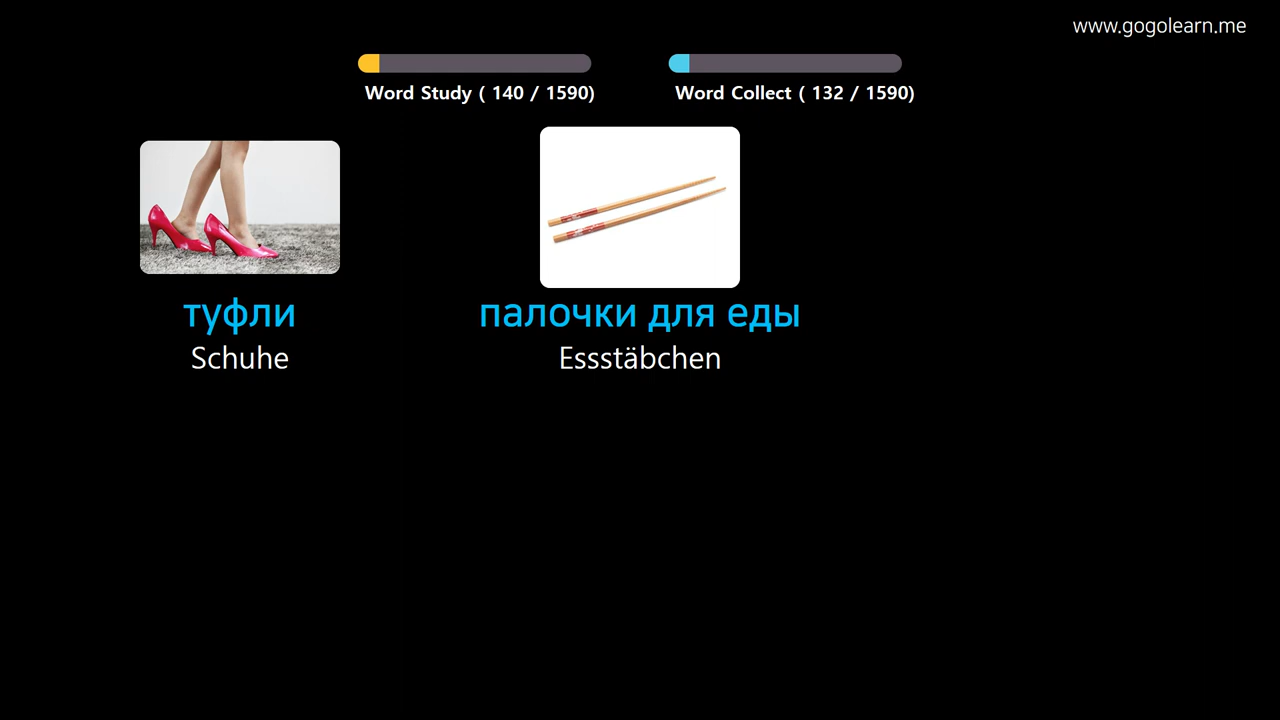 www.gogolearn.me
Word Study ( 140 / 1590)
Word Collect ( 132 / 1590)
туфли
Schuhe
палочки для еды
Essstäbchen